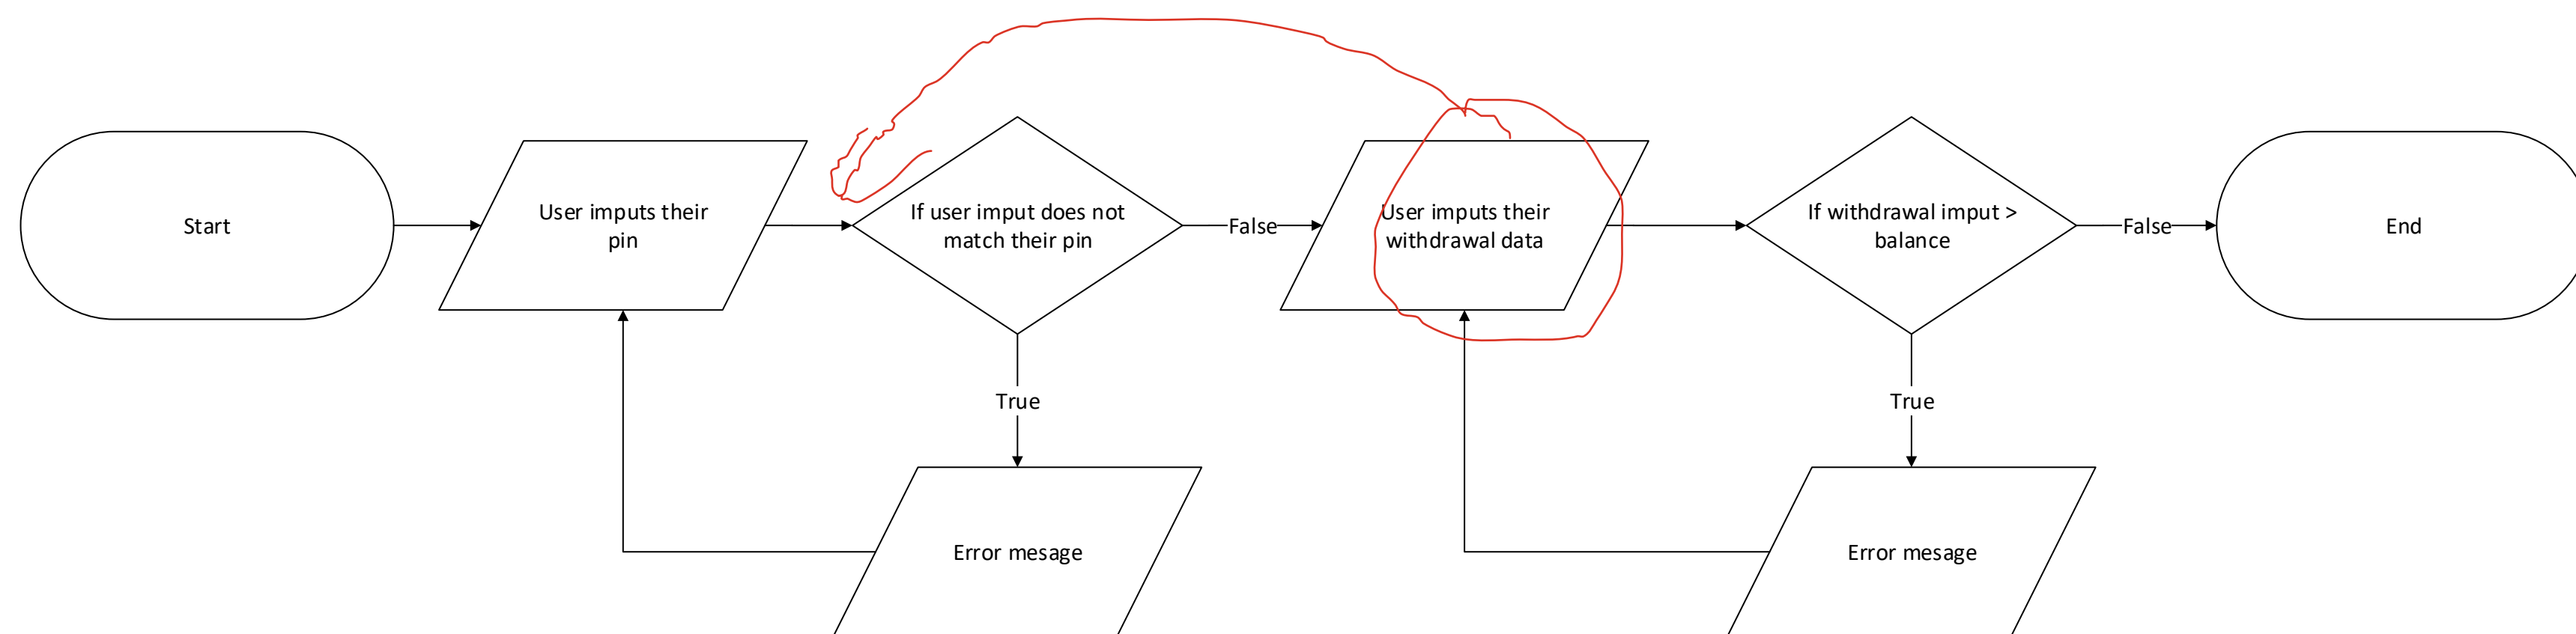 Start
User imputs their
pin
If user imput does not
match their pin
False
User imputs their
withdrawal data
If withdrawal imput >
balance
False
End
True
True
Error mesage
Error mesage